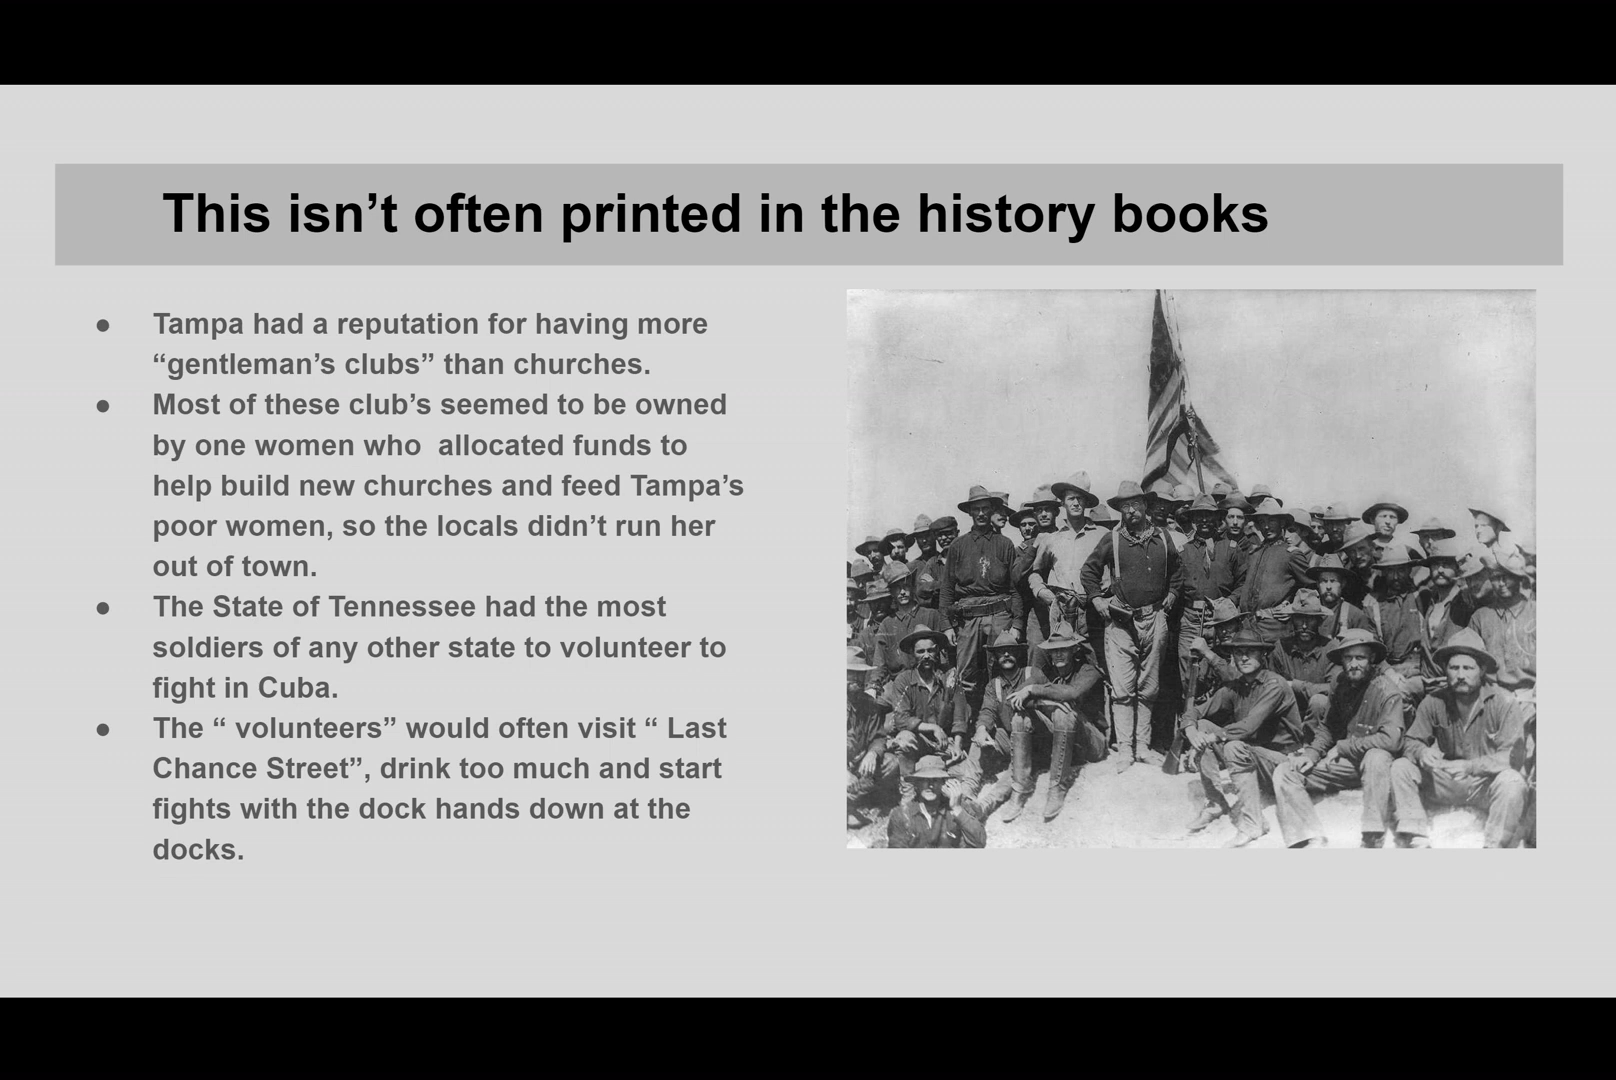 This isn’t often printed in the history books
● Tampa had a reputation for having more
“gentleman’s clubs” than churches.
● Most of these club’s seemed to be owned
by one women who  allocated funds to
help build new churches and feed Tampa’s
poor women, so the locals didn’t run her
out of town.
● The State of Tennessee had the most
soldiers of any other state to volunteer to
fight in Cuba.
● The “ volunteers” would often visit “ Last
Chance Street”, drink too much and start
fights with the dock hands down at the
docks.